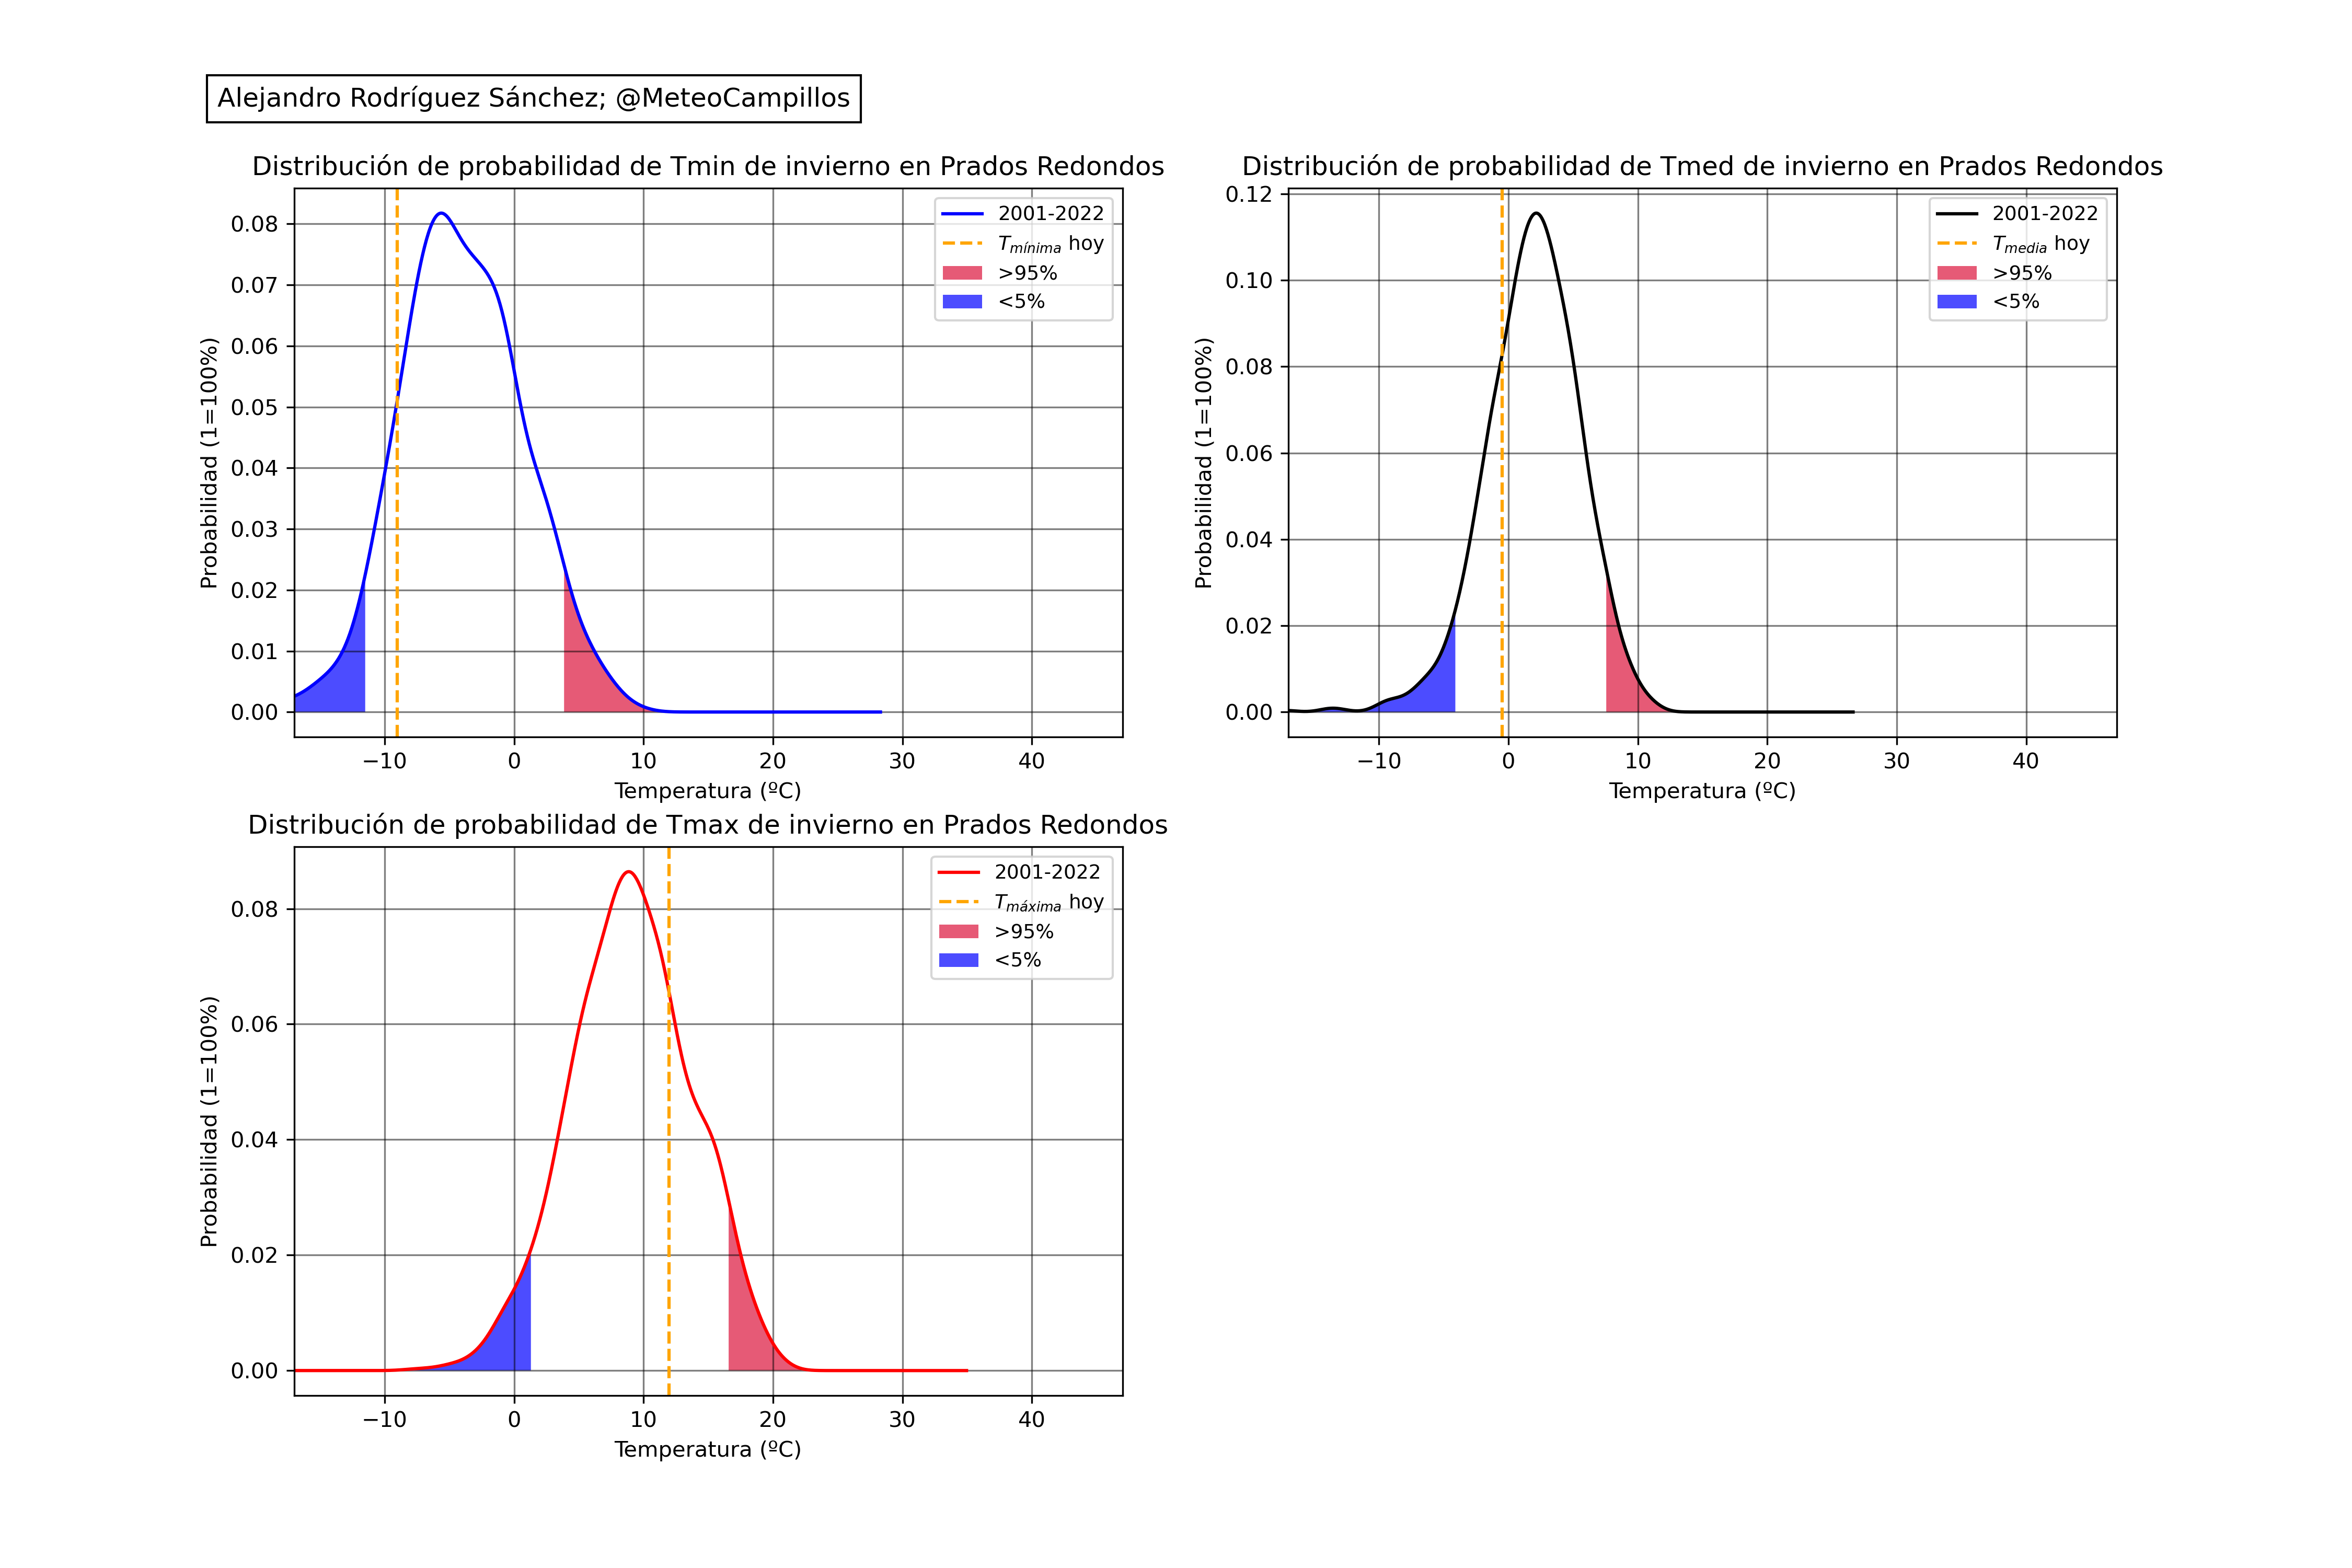 Alejandro Rodríguez Sánchez; @MeteoCampillos
Distribución de probabilidad de Tmin de invierno en Prados Redondos
Probabilidad (1=100%)
0.08
0.07
0.06
0.05
0.04
0.03
0.02
0.01
0.00
2001-2022
Tmínima hoy
>95%
<5%
−10 0 10 20 30 40
Temperatura (ºC)
Distribución de probabilidad de Tmed de invierno en Prados Redondos
Probabilidad (1=100%)
0.12
0.10
0.08
0.06
0.04
0.02
0.00
2001-2022
Tmedia hoy
>95%
<5%
−10 0 10 20 30 40
Temperatura (ºC)
Distribución de probabilidad de Tmax de invierno en Prados Redondos
Probabilidad (1=100%)
0.08
0.06
0.04
0.02
0.00
2001-2022
Tmáxima hoy
>95%
<5%
−10 0 10 20 30 40
Temperatura (ºC)